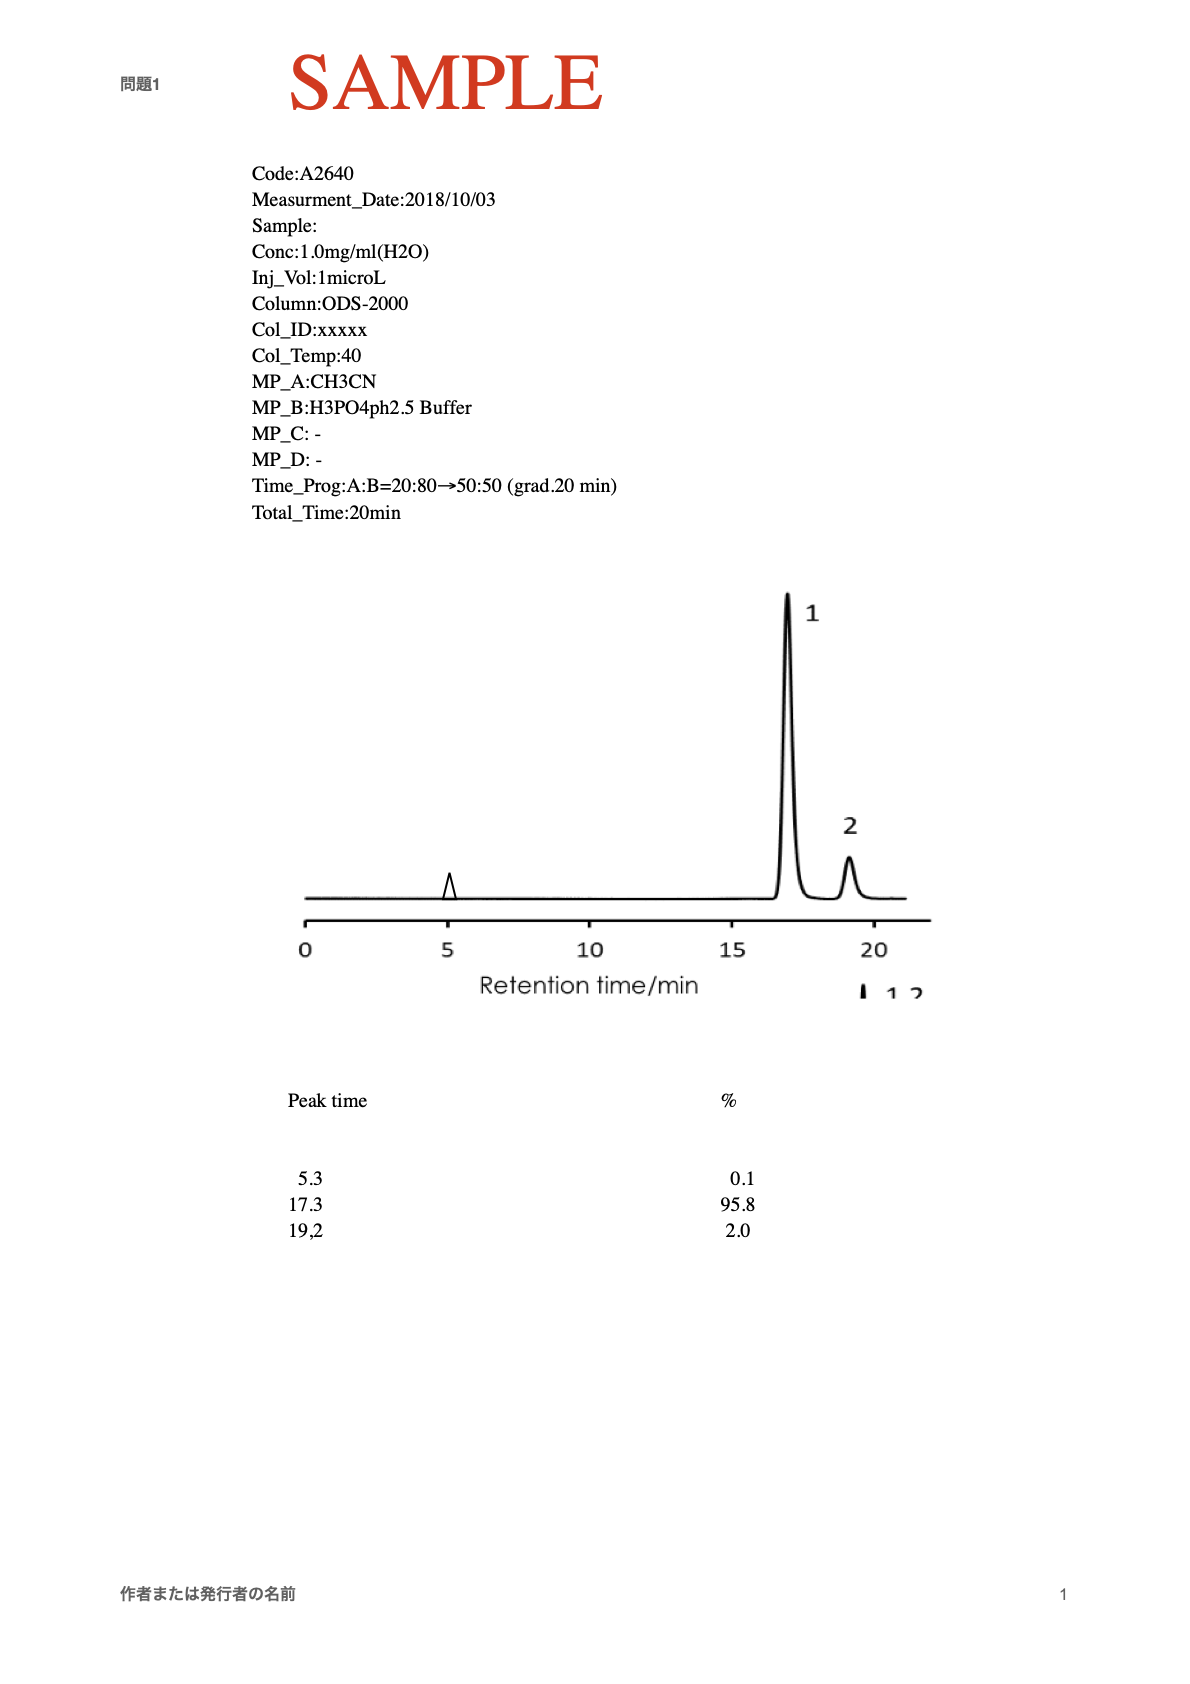 問題1
SAMPLE
Code:A2640
Measurment_Date:2018/10/03
Sample:
Conc:1.0mg/ml(H2O)
Inj_Vol:1microL
Column:ODS-2000
Col_ID:xxxxx
Col_Temp:40
MP_A:CH3CN
MP_B:H3PO4ph2.5 Buffer
MP_C: -
MP_D: -
Time_Prog:A:B=20:80→50:50 (grad.20 min)
Total_Time:20min
1
2
0 5 10 15 20
Retention time/min
1 2
Peak time %
5.3 0.1
17.3 95.8
19,2 2.0
作者または発行者の名前 1